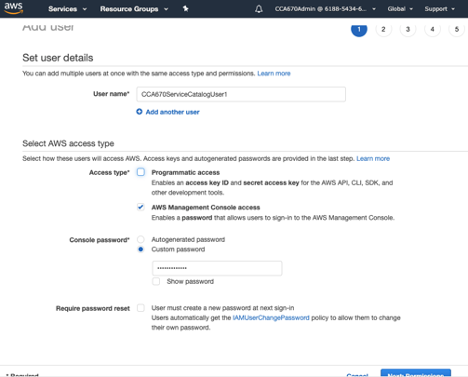 aws Services Resource Groups CCA670Admin @ 6188-5434-6... Global Support
Add user 1 2 3 4 5
Set user details
You can add multiple users at once with the same access type and permissions. Learn more
User name* CCA670ServiceCatalogUser1
Add another user
Select AWS access type
Select how these users will access AWS. Access keys and autogenerated passwords are provided in the last step. Learn more
Access type* Programmatic access
Enables an access key ID and secret access key for the AWS API, CLI, SDK, and
other development tools.
AWS Management Console access
Enables a password that allows users to sign-in to the AWS Management Console.
Console password* Autogenerated password
Custom password
•••••••••••••
Show password
Require password reset User must create a new password at next sign-in
Users automatically get the IAMUserChangePassword policy to allow them to change
their own password.
* Required Cancel Next: Permissions